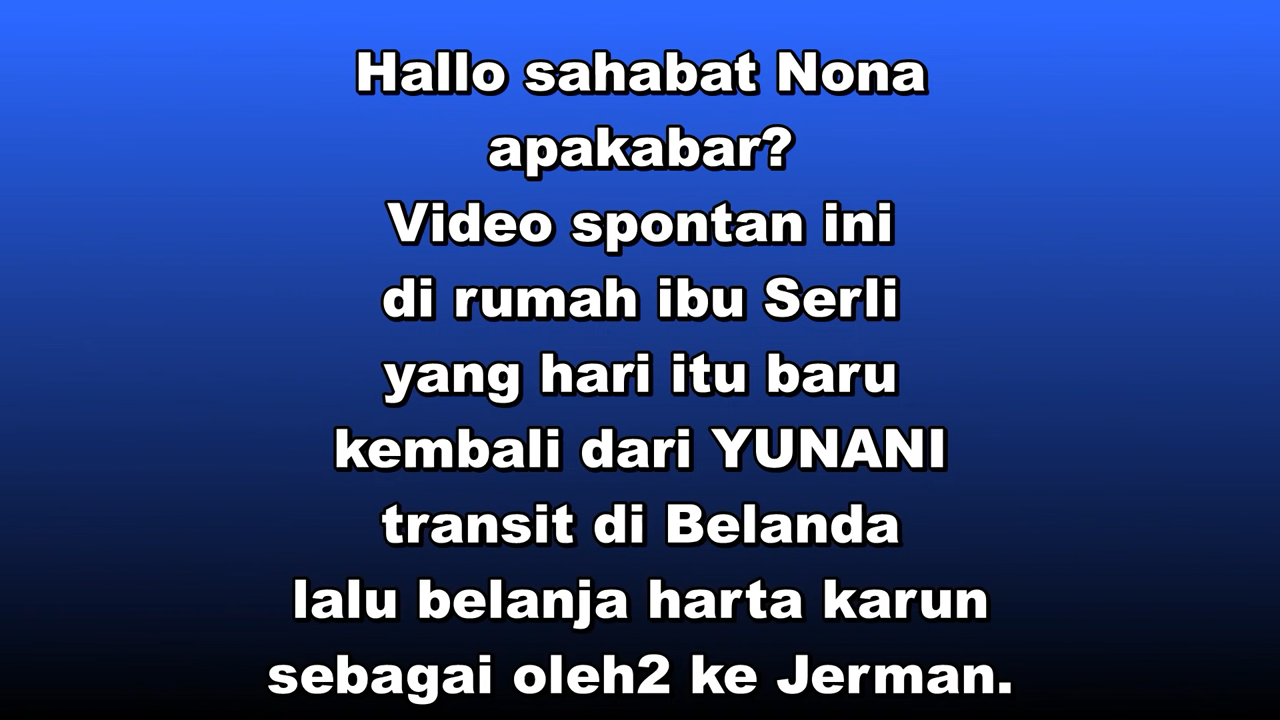 Hallo sahabat Nona
apakabar?
Video spontan ini
di rumah ibu Serli
yang hari itu baru
kembali dari YUNANI
transit di Belanda
lalu belanja harta karun
sebagai oleh2 ke Jerman.